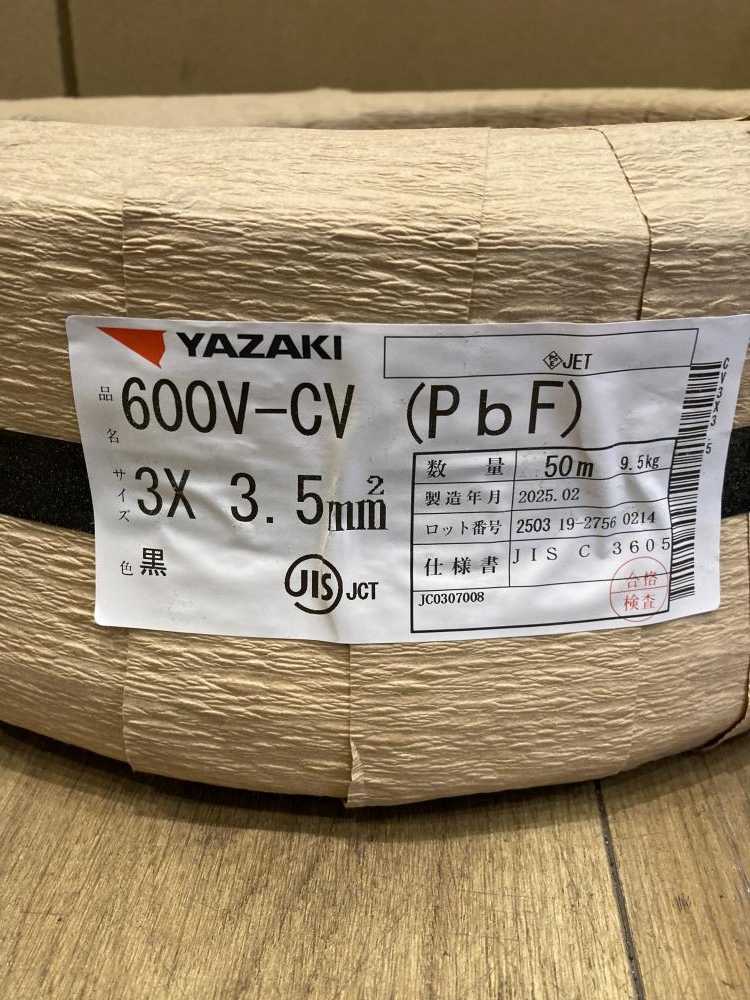 YAZAKI
JET
品名 600V-CV (PbF)
サイズ 3X 3.5mm²
色 黒
JIS JCT
数量 50m 9.5kg
製造年月 2025.02
ロット番号 2503 19-2756 0214
仕様書 JIS C 3605
JC0307008
合格
検査
CV3X3.5